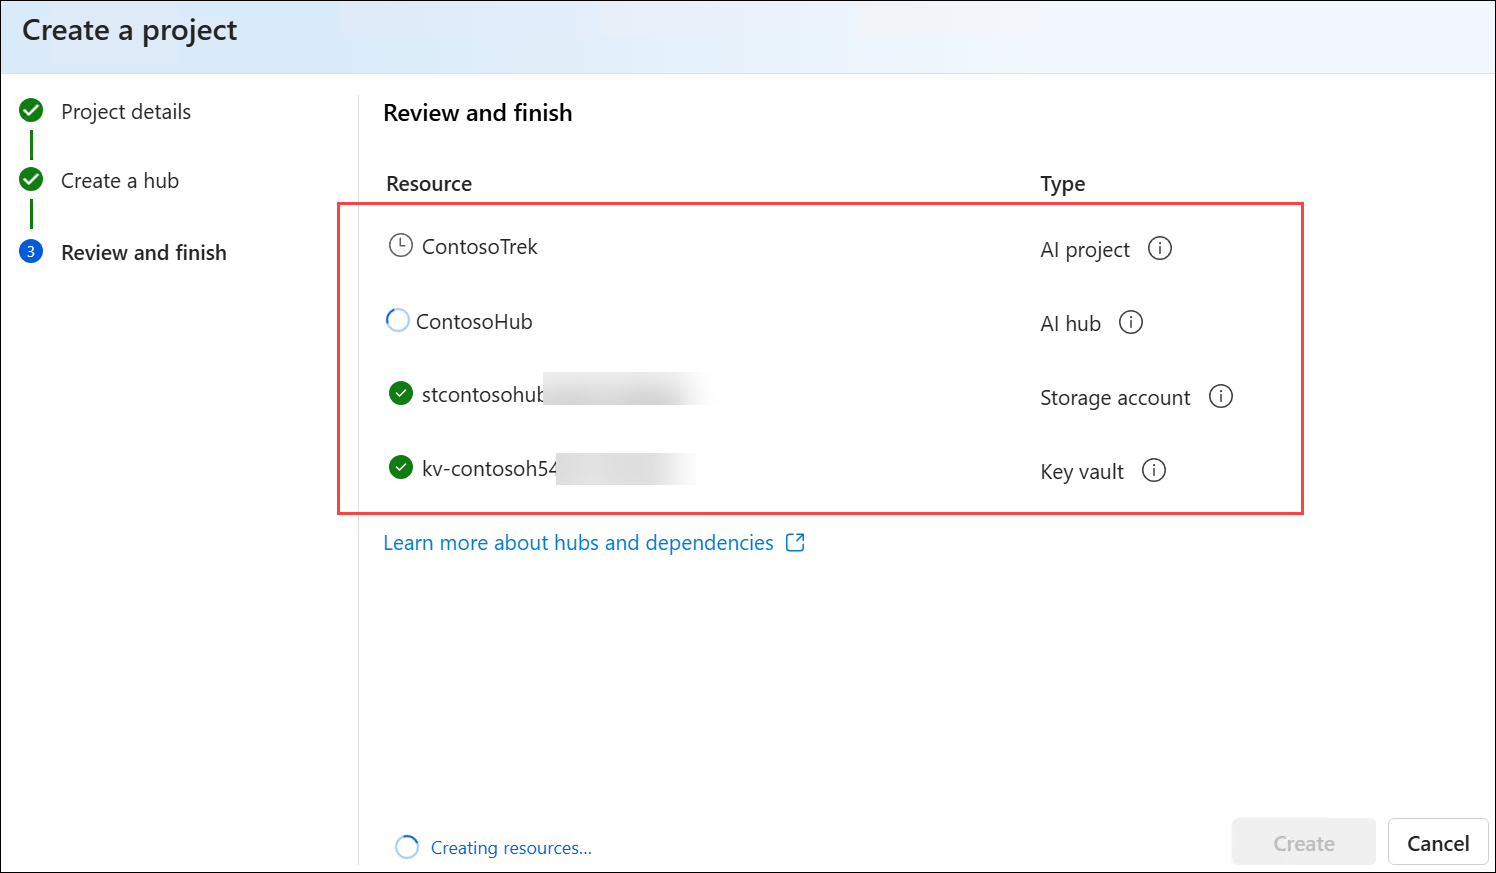 Create a project
Project details
Create a hub
3 Review and finish
Review and finish
Resource Type
ContosoTrek AI project
ContosoHub AI hub
stcontosohub Storage account
kv-contosoh54 Key vault
Learn more about hubs and dependencies
Creating resources...
Create Cancel